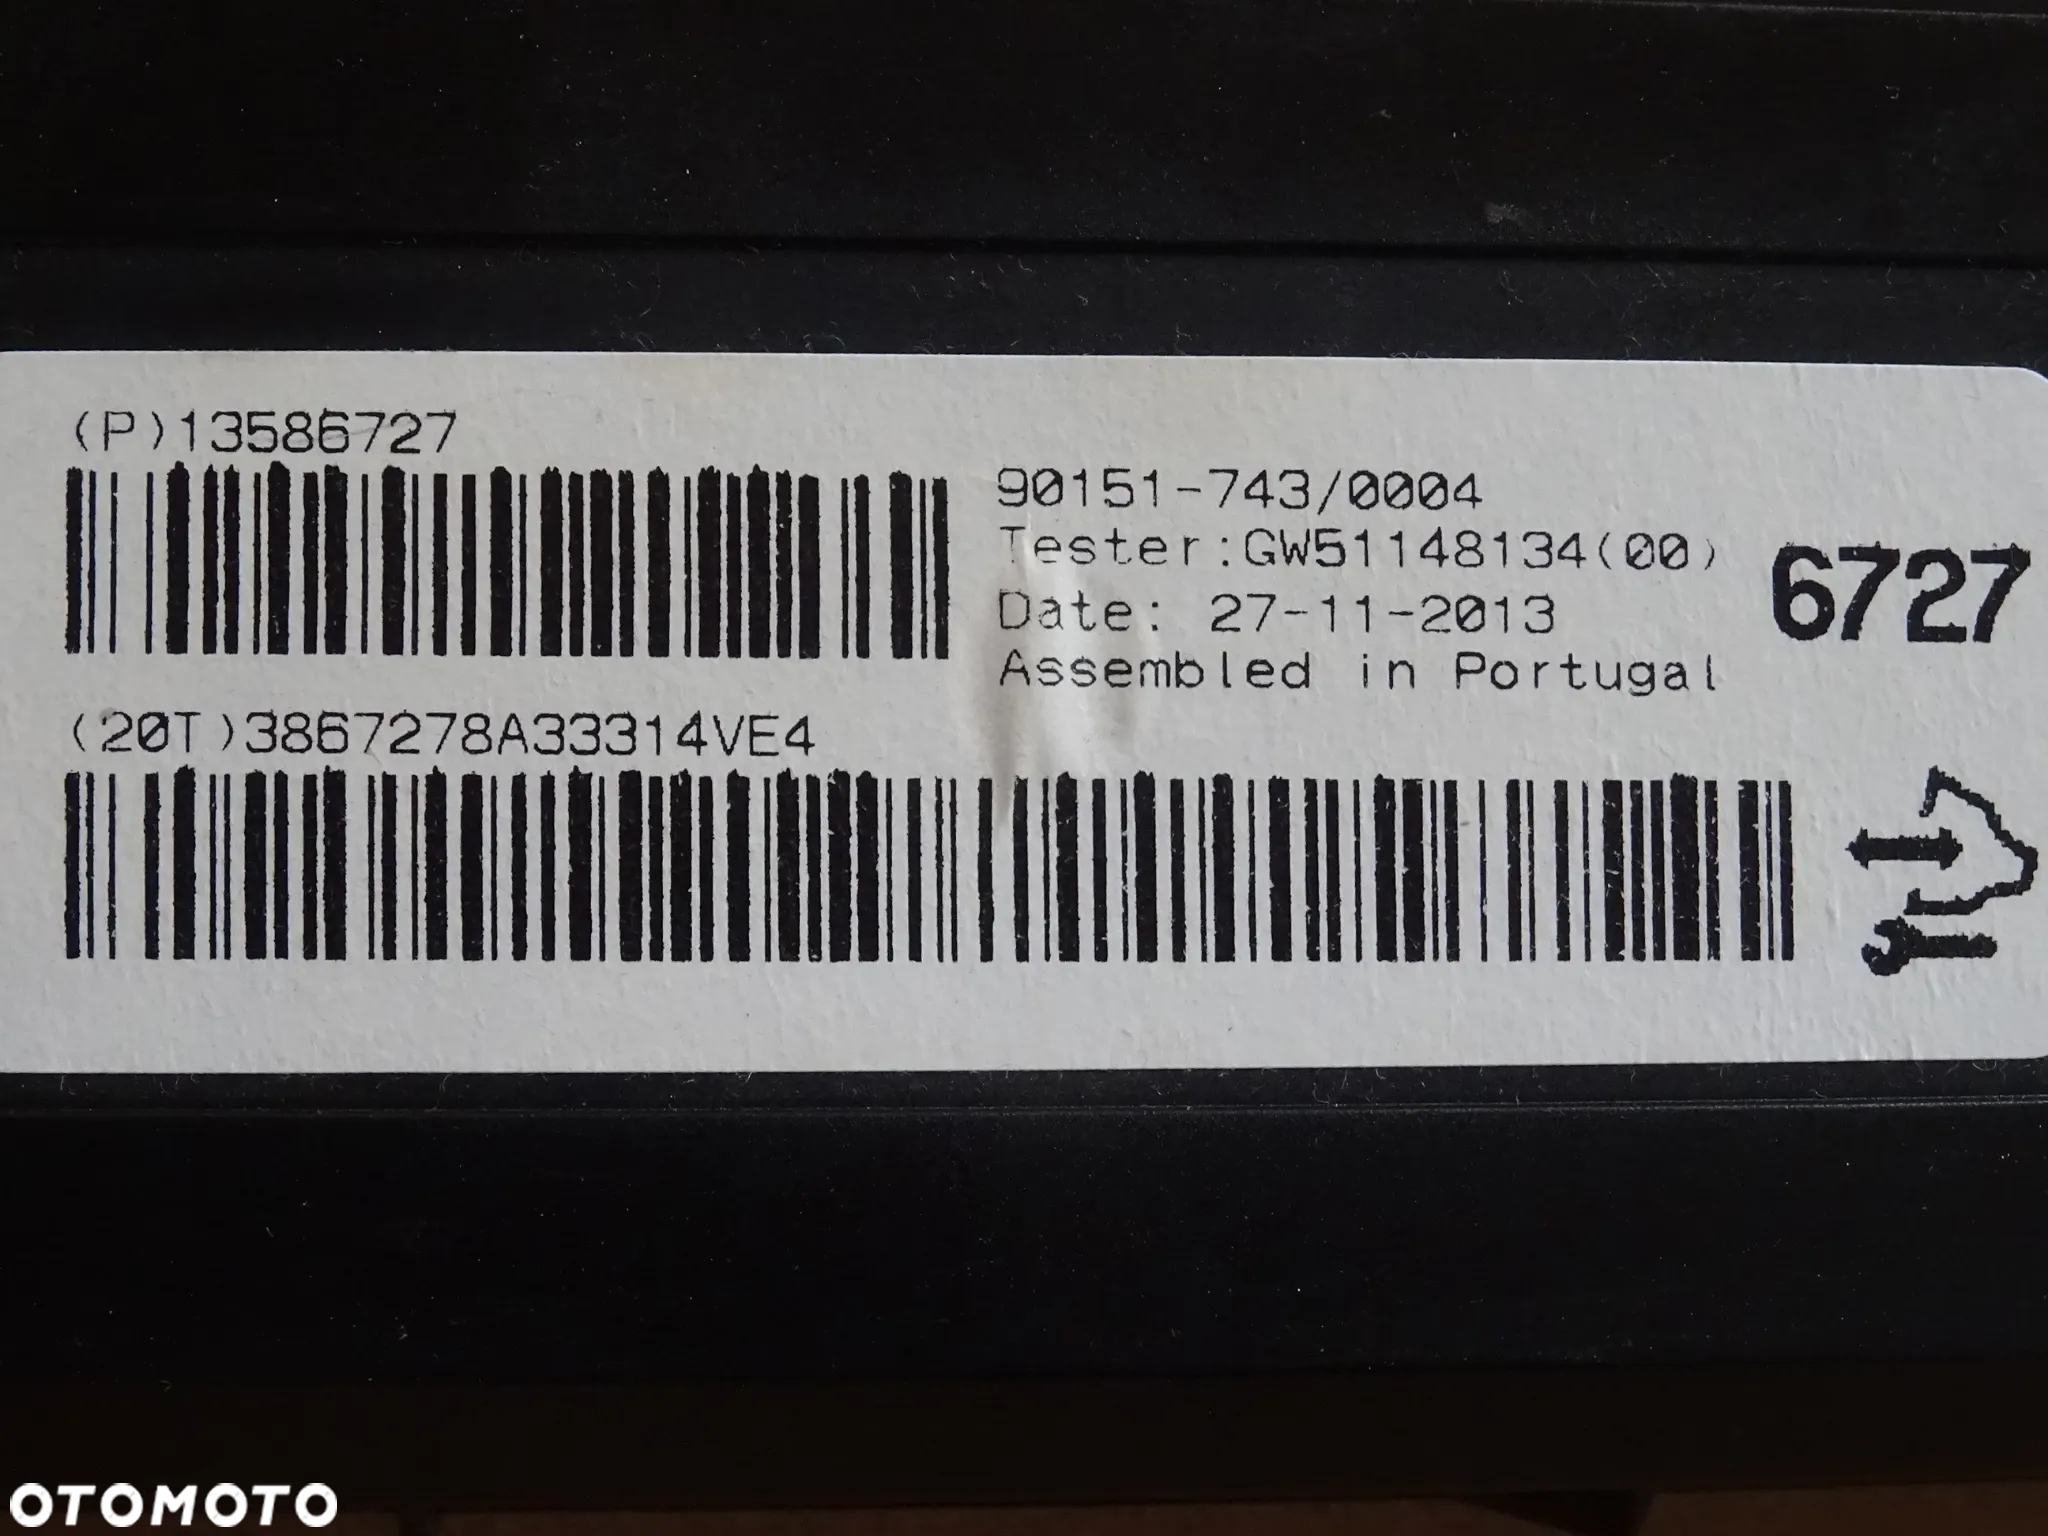 (P)13586727
90151-743/0004
Tester:GW51148134(00)
Date: 27-11-2013
Assembled in Portugal
6727
(20T)3867278A33314VE4
OTOMOTO